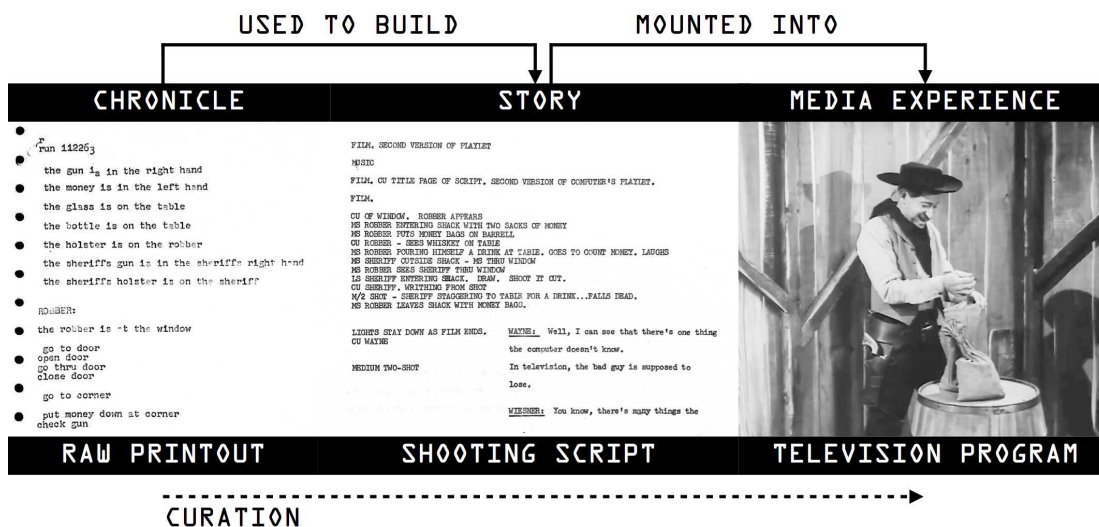 USED TO BUILD
MOUNTED INTO
CHRONICLE
STORY
MEDIA EXPERIENCE
r
run 112263
the gun is in the right hand
the money is in the left hand
the glass is on the table
the bottle is on the table
the holster is on the robber
the sheriffs gun is in the sheriffs right hand
the sheriffs holster is on the sheriff
ROBBER:
the robber is at the window
go to door
open door
go thru door
close door
go to corner
put money down at corner
check gun
FILM. SECOND VERSION OF PLAYLET
MUSIC
FILM. CU TITLE PAGE OF SCRIPT. SECOND VERSION OF COMPUTER'S PLAYLET.
FILM.
CU OF WINDOW. ROBBER APPEARS
MS ROBBER ENTERING SHACK WITH TWO SACKS OF MONEY
MS ROBBER PUTS MONEY BAGS ON BARRELL
CU ROBBER - SEES WHISKEY ON TABLE
MS ROBBER POURING HIMSELF A DRINK AT TABLE. GOES TO COUNT MONEY. LAUGHS
MS SHERIFF OUTSIDE SHACK - MS THRU WINDOW
MS ROBBER SEES SHERIFF THRU WINDOW
LS SHERIFF ENTERING SHACK. DRAW. SHOOT IT OUT.
CU SHERIFF. WRITHING FROM SHOT
M/2 SHOT - SHERIFF STAGGERING TO TABLE FOR A DRINK...FALLS DEAD.
MS ROBBER LEAVES SHACK WITH MONEY BAGS.
LIGHTS STAY DOWN AS FILM ENDS.
CU WAYNE
WAYNE: Well, I can see that there's one thing
the computer doesn't know.
MEDIUM TWO-SHOT
In television, the bad guy is supposed to
lose.
WIESNER: You know, there's many things the
RAW PRINTOUT
SHOOTING SCRIPT
TELEVISION PROGRAM
CURATION